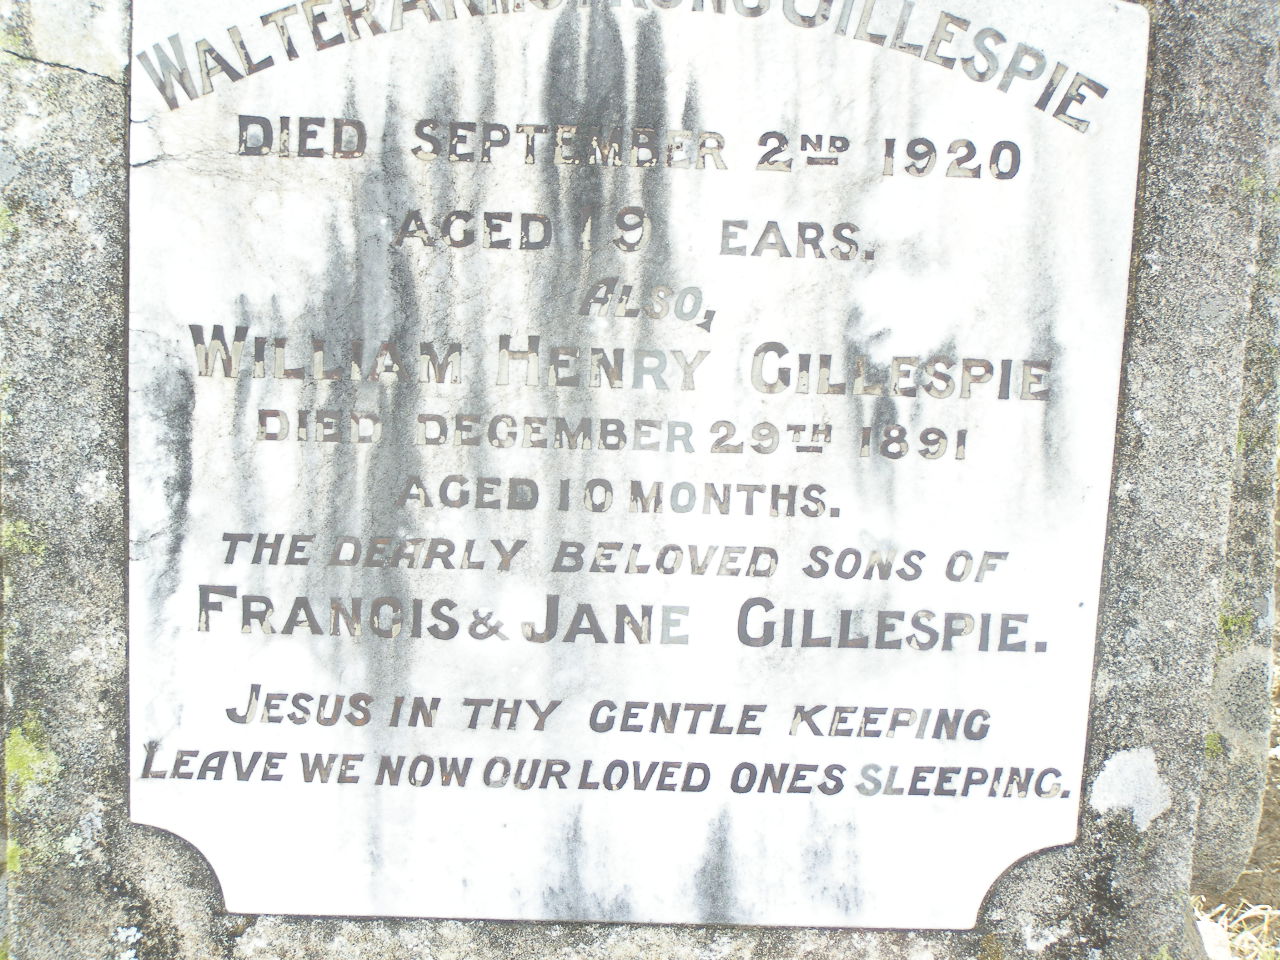 WALTER ARMSTRONG GILLESPIE
DIED SEPTEMBER 2ND 1920
AGED 19 EARS.
ALSO,
WILLIAM HENRY GILLESPIE
DIED DECEMBER 29TH 1891
AGED 10 MONTHS.
THE DEARLY BELOVED SONS OF
FRANCIS & JANE GILLESPIE.
JESUS IN THY GENTLE KEEPING
LEAVE WE NOW OUR LOVED ONES SLEEPING.